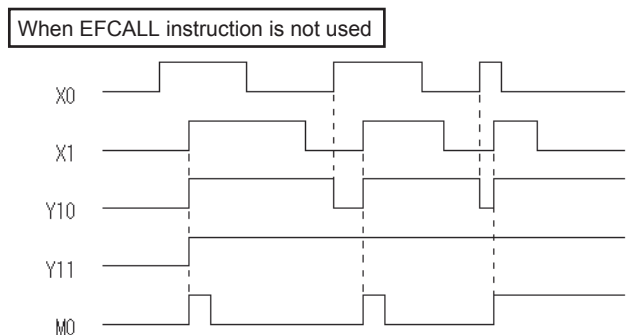 When EFCALL instruction is not used
X0
X1
Y10
Y11
M0